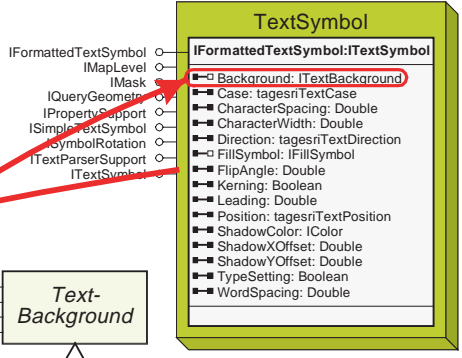 TextSymbol
IFormattedTextSymbol:ITextSymbol
Background: ITextBackground
Case: tagesriTextCase
CharacterSpacing: Double
CharacterWidth: Double
Direction: tagesriTextDirection
FillSymbol: IFillSymbol
FlipAngle: Double
Kerning: Boolean
Leading: Double
Position: tagesriTextPosition
ShadowColor: IColor
ShadowXOffset: Double
ShadowYOffset: Double
TypeSetting: Boolean
WordSpacing: Double
IFormattedTextSymbol
IMapLevel
IMask
IQueryGeometry
IPropertySupport
ISimpleTextSymbol
ISymbolRotation
ITextParserSupport
ITextSymbol
Text-
Background